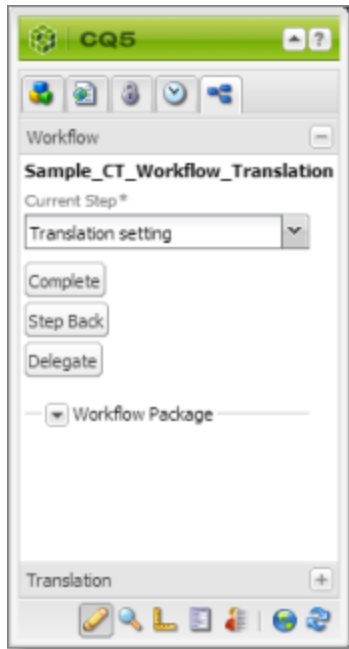 CQ5
?
Workflow
Sample_CT_Workflow_Translation
Current Step*
Translation setting
Complete
Step Back
Delegate
Workflow Package
Translation